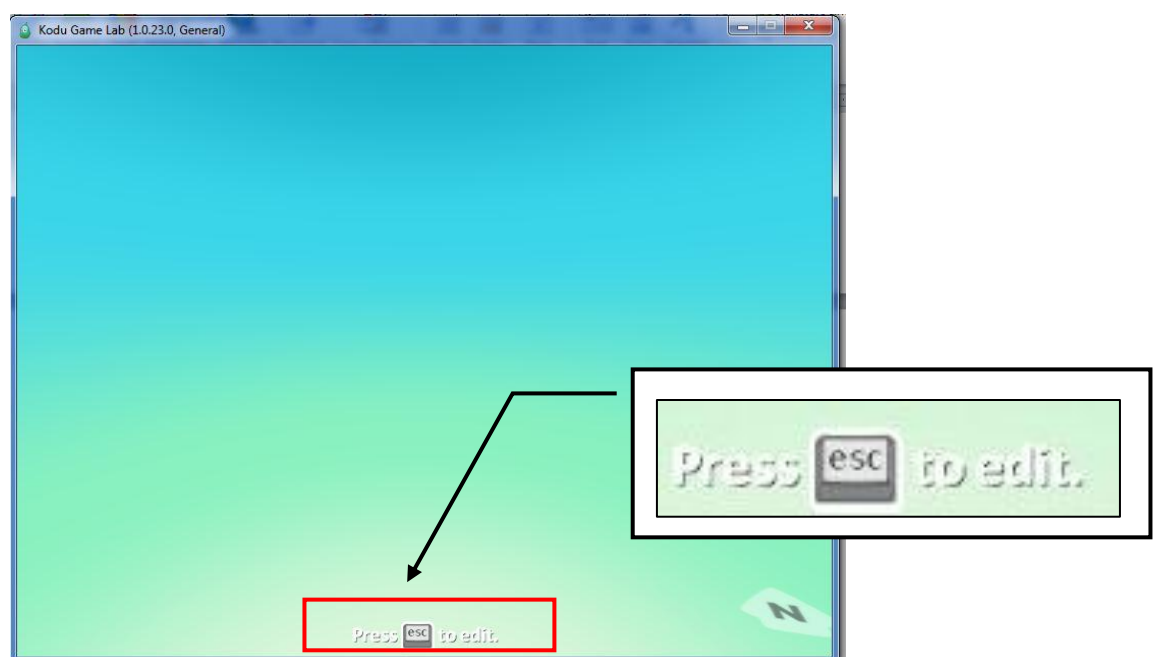 Kodu Game Lab (1.0.23.0, General)
Press esc to edit.
Press esc to edit.
N